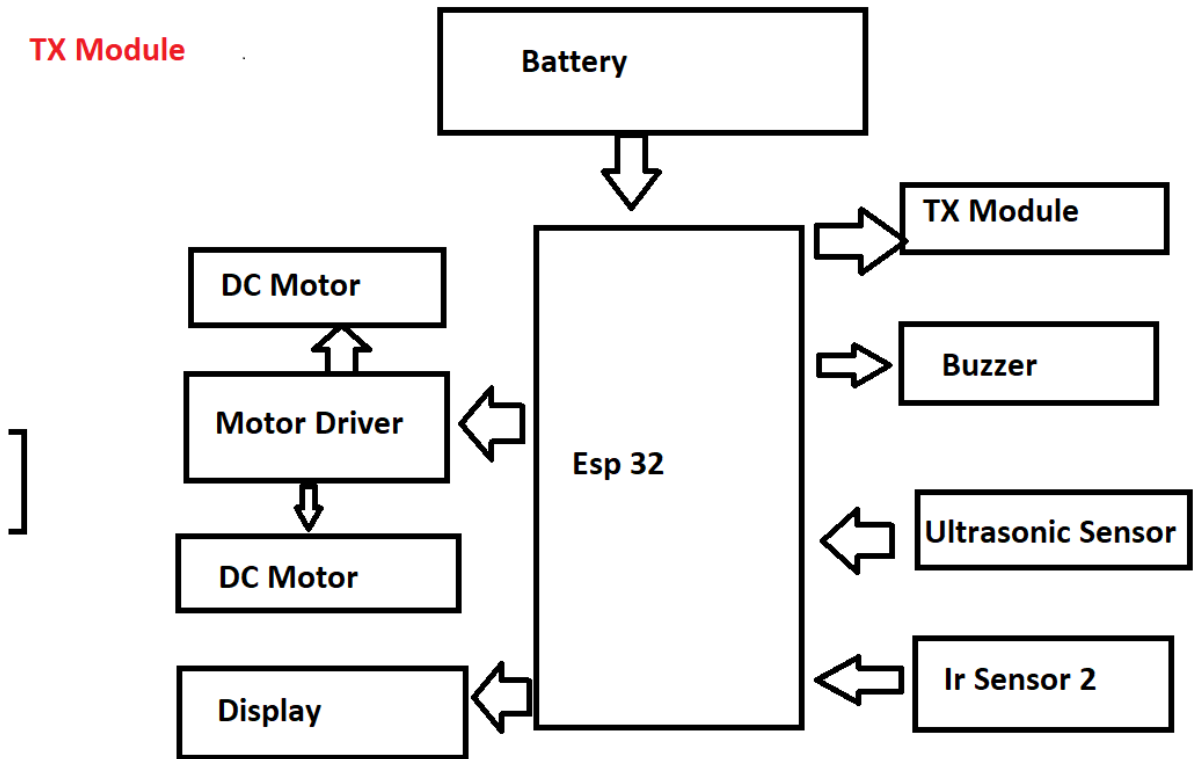 TX Module
Battery
TX Module
DC Motor
Buzzer
Motor Driver
Esp 32
Ultrasonic Sensor
DC Motor
Ir Sensor 2
Display